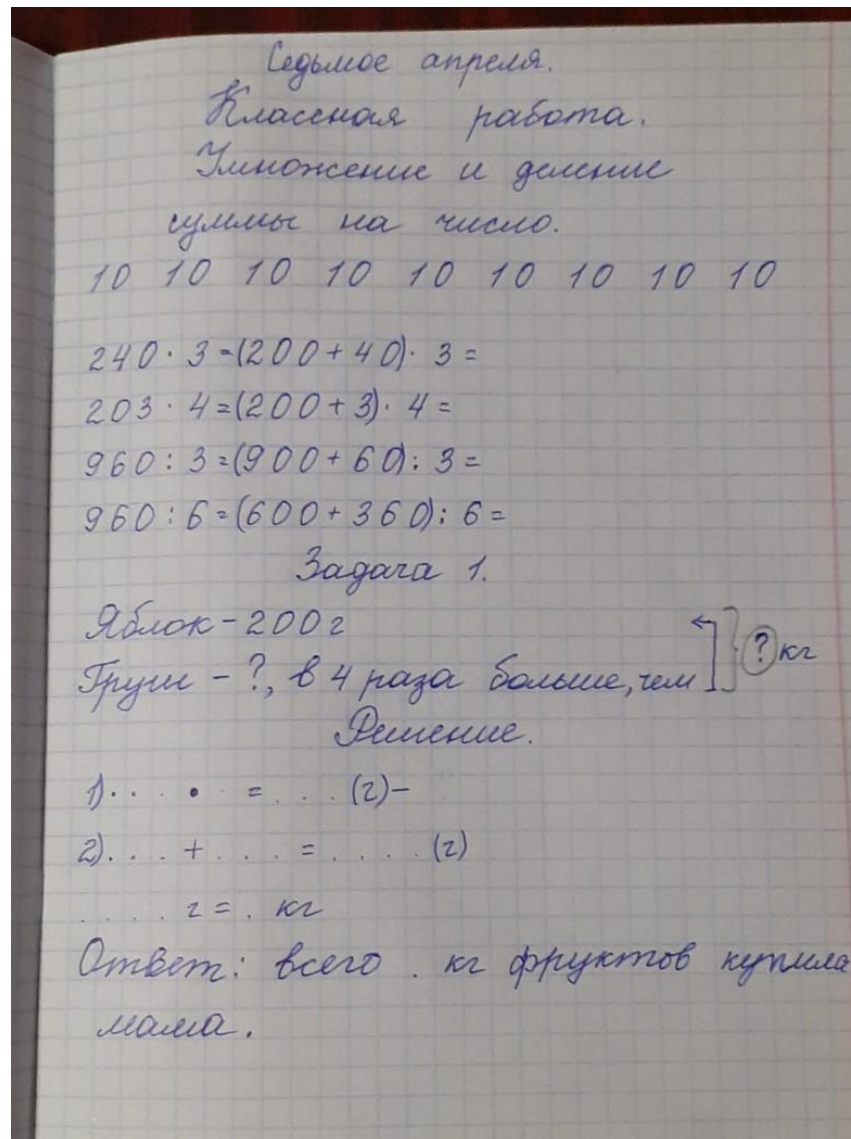 Седьмое апреля.
Классная работа.
Умножение и деление
суммы на число.
10 10 10 10 10 10 10 10 10
240 · 3 = (200 + 40) · 3 =
203 · 4 = (200 + 3) · 4 =
960 : 3 = (900 + 60) : 3 =
960 : 6 = (600 + 360) : 6 =
Задача 1.
Яблок - 200 г
Груш - ?, в 4 раза больше, чем ? кг
Решение.
1) . . . • . = . . . (г) –
2) . . . + . . . = . . . . (г)
. . . . г = . кг
Ответ: всего . кг фруктов купила
мама.